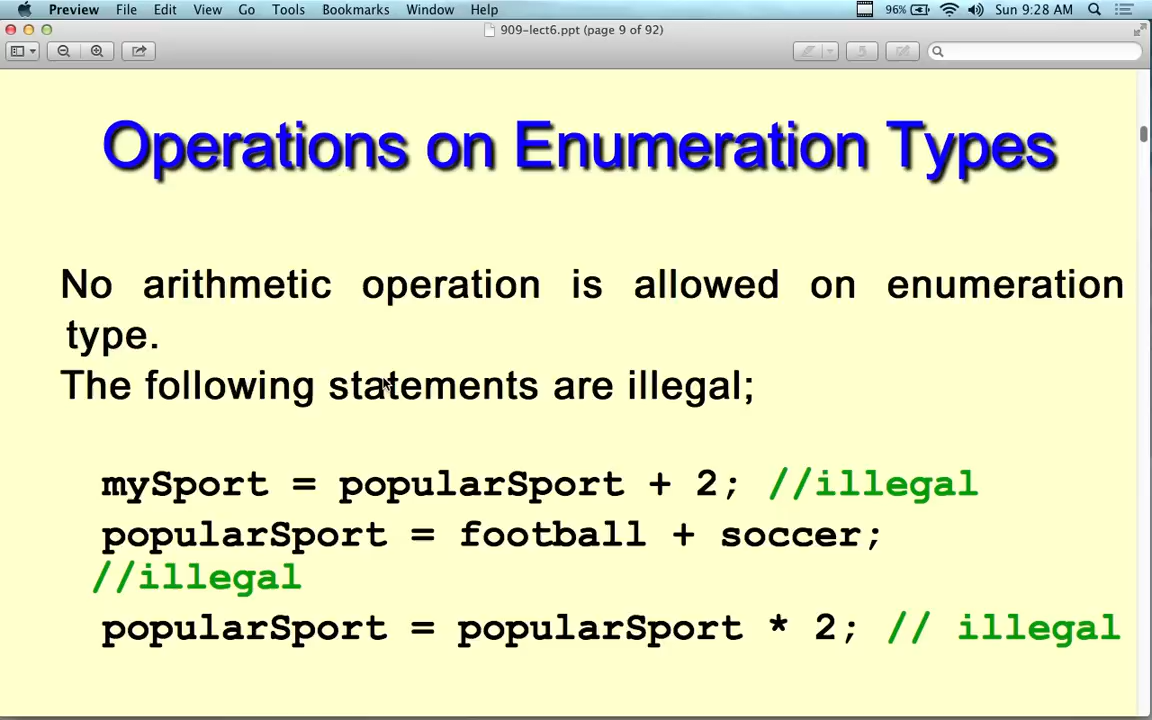 Preview File Edit View Go Tools Bookmarks Window Help 96% Sun 9:28 AM
909-lect6.ppt (page 9 of 92)
Operations on Enumeration Types
No arithmetic operation is allowed on enumeration
type.
The following statements are illegal;
mySport = popularSport + 2; //illegal
popularSport = football + soccer;
//illegal
popularSport = popularSport * 2; // illegal